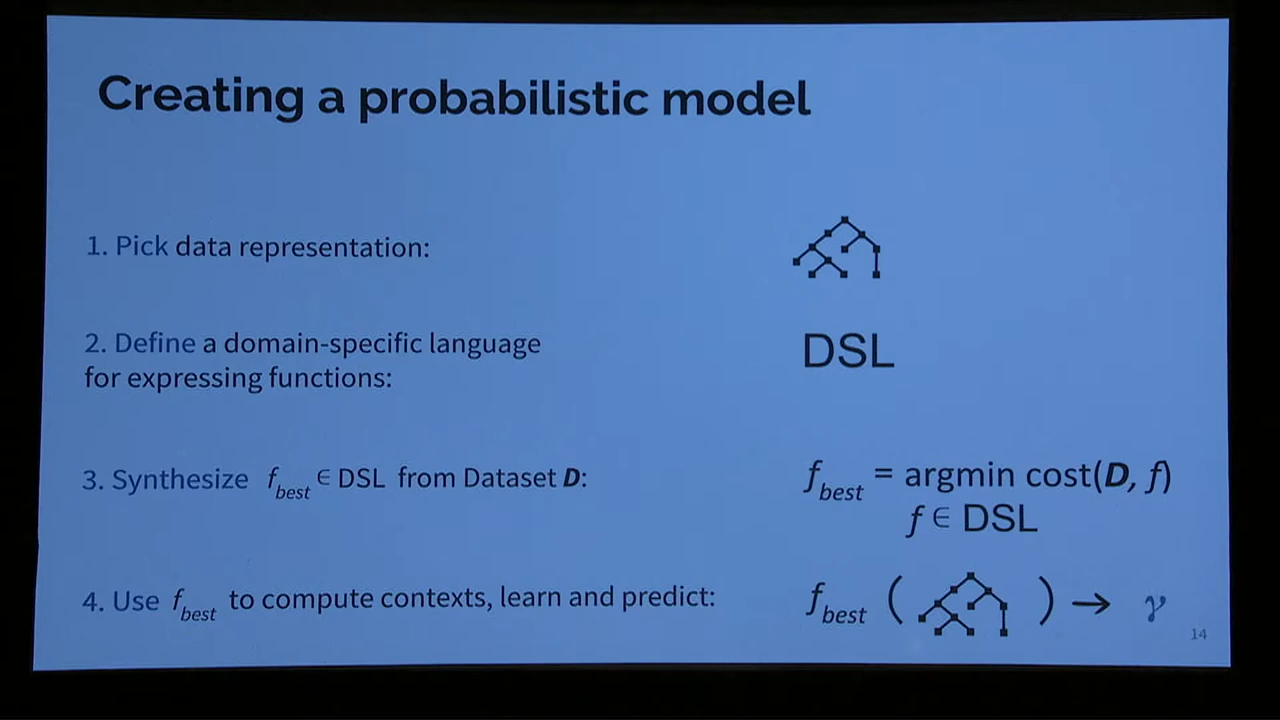 Creating a probabilistic model
1. Pick data representation:
2. Define a domain-specific language
for expressing functions:
DSL
3. Synthesize f_best ∈ DSL from Dataset D:
f_best = argmin cost(D, f)
f ∈ DSL
4. Use f_best to compute contexts, learn and predict:
f_best ( ) → γ
14